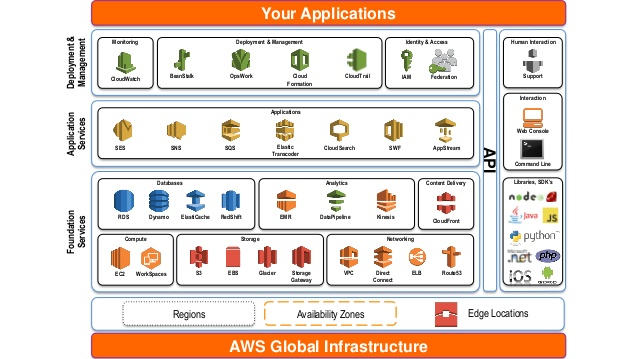 Your Applications
Deployment &
Management
Monitoring
CloudWatch
Deployment & Management
BeanStalk
OpsWork
Cloud
Formation
CloudTrail
Identity & Access
IAM
Federation
Human Interaction
Support
Application
Services
Applications
SES
SNS
SQS
Elastic
Transcoder
CloudSearch
SWF
AppStream
API
Interaction
Web Console
Command Line
Foundation
Services
Databases
RDS
Dynamo
ElastiCache
RedShift
Analytics
EMR
DataPipeline
Kinesis
Content Delivery
CloudFront
Compute
EC2
WorkSpaces
Storage
S3
EBS
Glacier
Storage
Gateway
Networking
VPC
Direct
Connect
ELB
Route53
Libraries, SDK's
node
Java
JS
python
Microsoft
.net
php
iOS
ANDROID
Regions
Availability Zones
Edge Locations
AWS Global Infrastructure